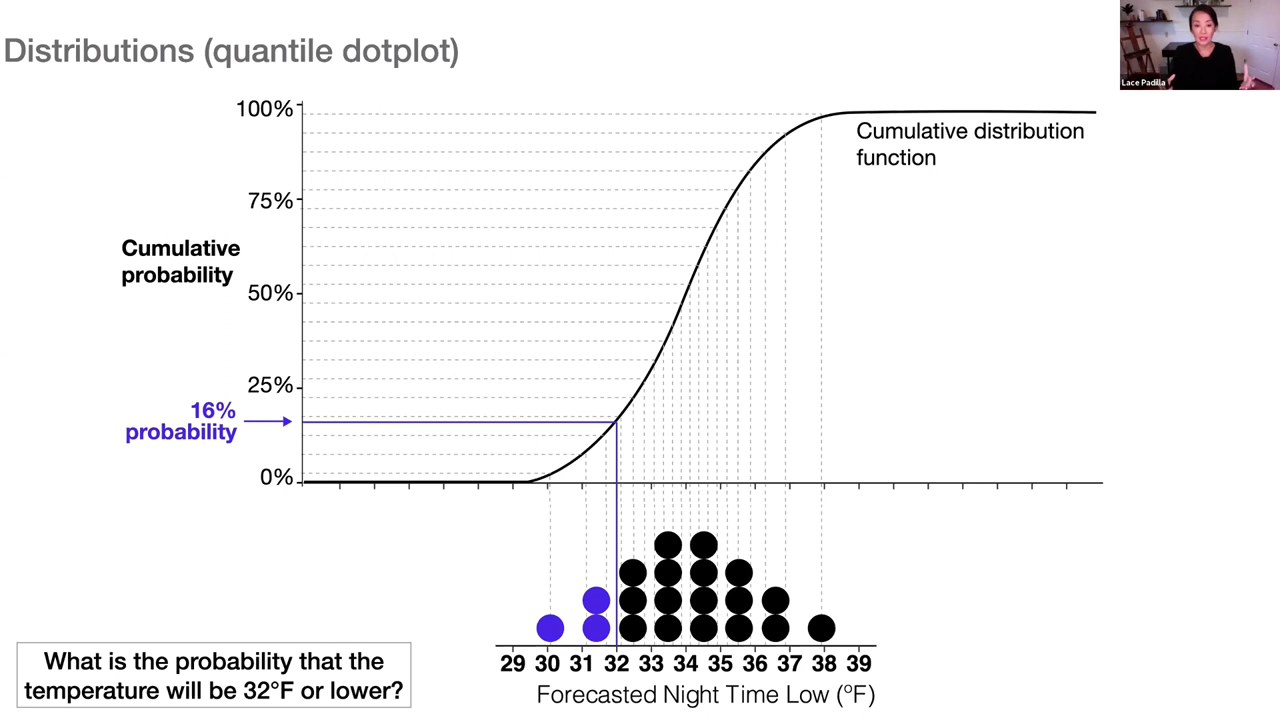 Distributions (quantile dotplot)
Lace Padilla
100%
75%
50%
25%
0%
Cumulative
probability
16%
probability
Cumulative distribution
function
29 30 31 32 33 34 35 36 37 38 39
Forecasted Night Time Low (°F)
What is the probability that the
temperature will be 32°F or lower?